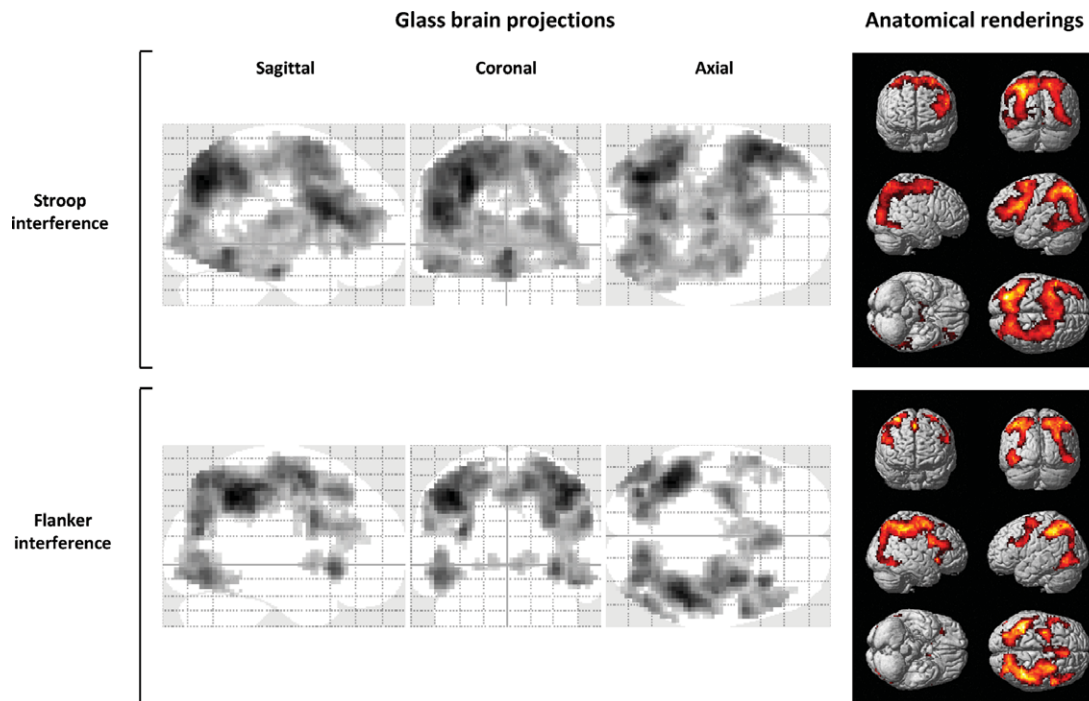 Glass brain projections
Anatomical renderings
Sagittal
Coronal
Axial
Stroop
interference
Flanker
interference